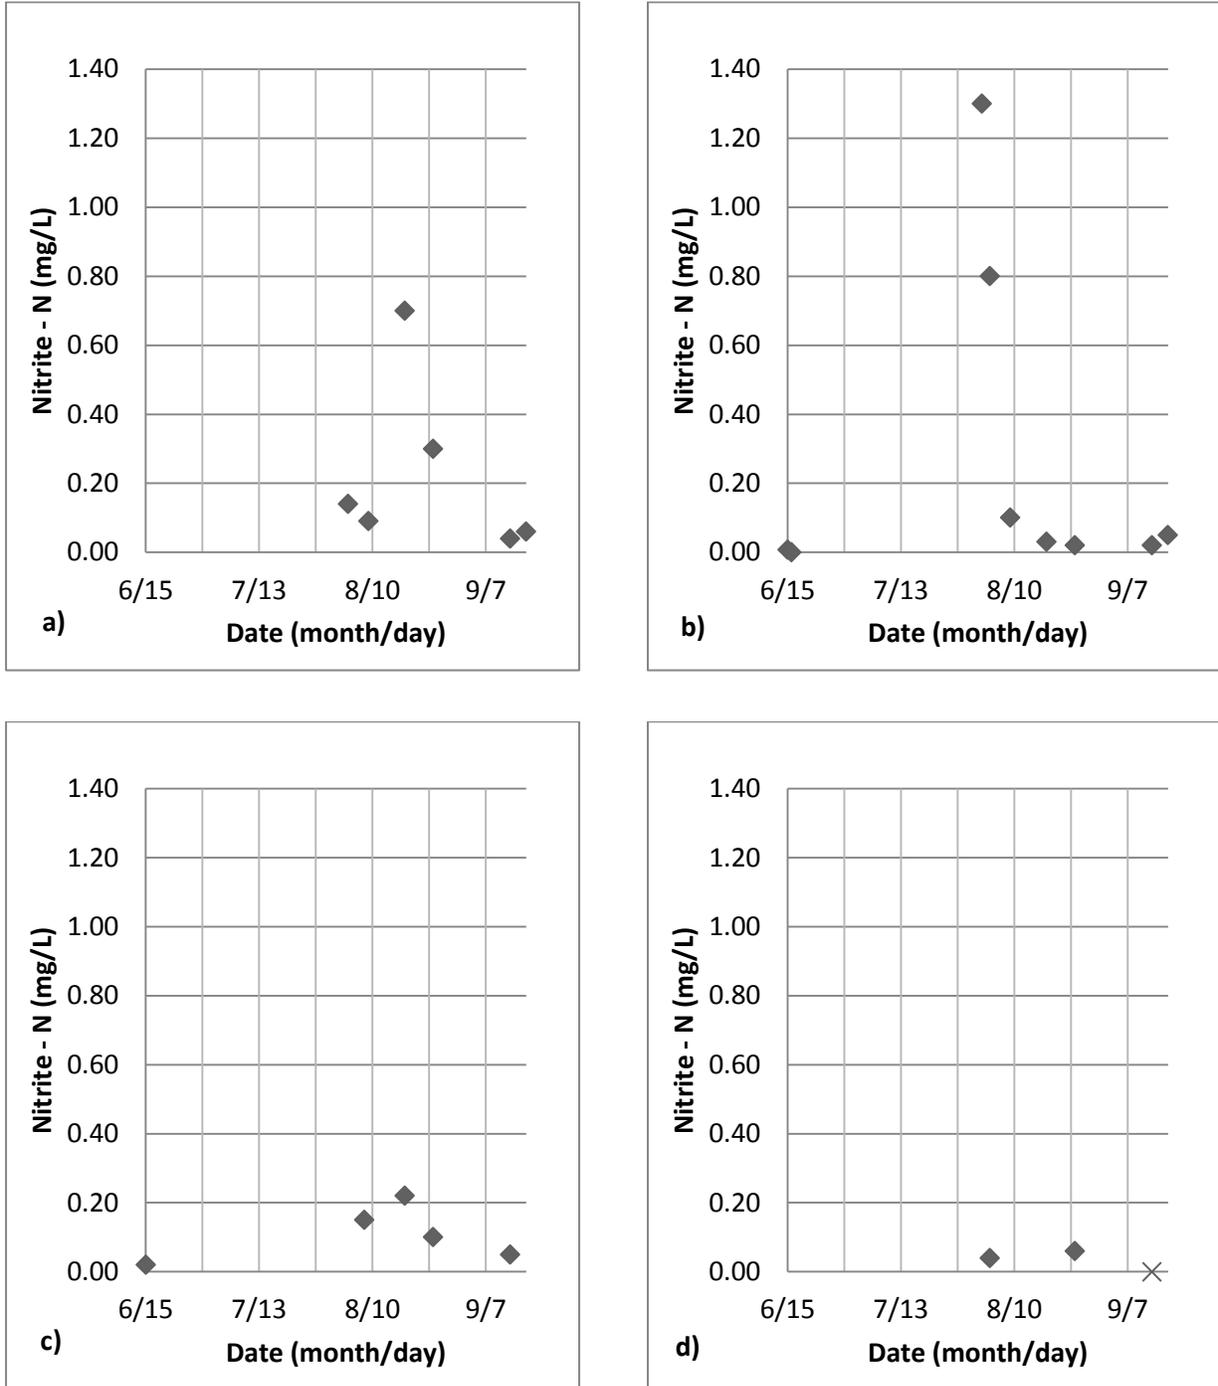 1.40
1.20
1.00
0.80
0.60
0.40
0.20
0.00
Nitrite - N (mg/L)
6/15 7/13 8/10 9/7
a)
Date (month/day)
1.40
1.20
1.00
0.80
0.60
0.40
0.20
0.00
Nitrite - N (mg/L)
6/15 7/13 8/10 9/7
b)
Date (month/day)
1.40
1.20
1.00
0.80
0.60
0.40
0.20
0.00
Nitrite - N (mg/L)
6/15 7/13 8/10 9/7
c)
Date (month/day)
1.40
1.20
1.00
0.80
0.60
0.40
0.20
0.00
Nitrite - N (mg/L)
6/15 7/13 8/10 9/7
d)
Date (month/day)